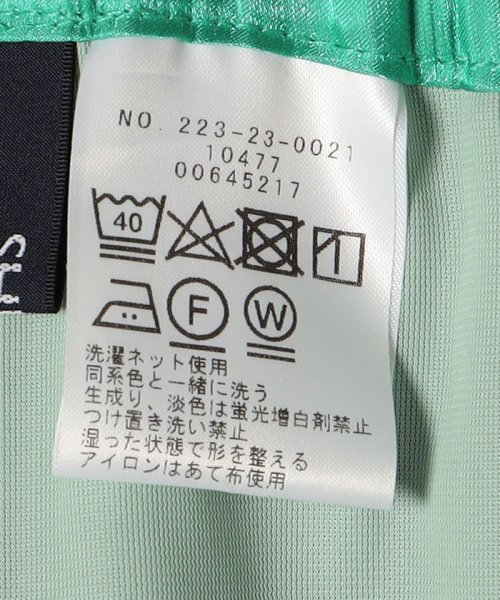 NO. 223-23-0021
10477
00645217
40
F
W
洗濯ネット使用
同系色と一緒に洗う
生成り、淡色は蛍光増白剤禁止
つけ置き洗い禁止
湿った状態で形を整える
アイロンはあて布使用